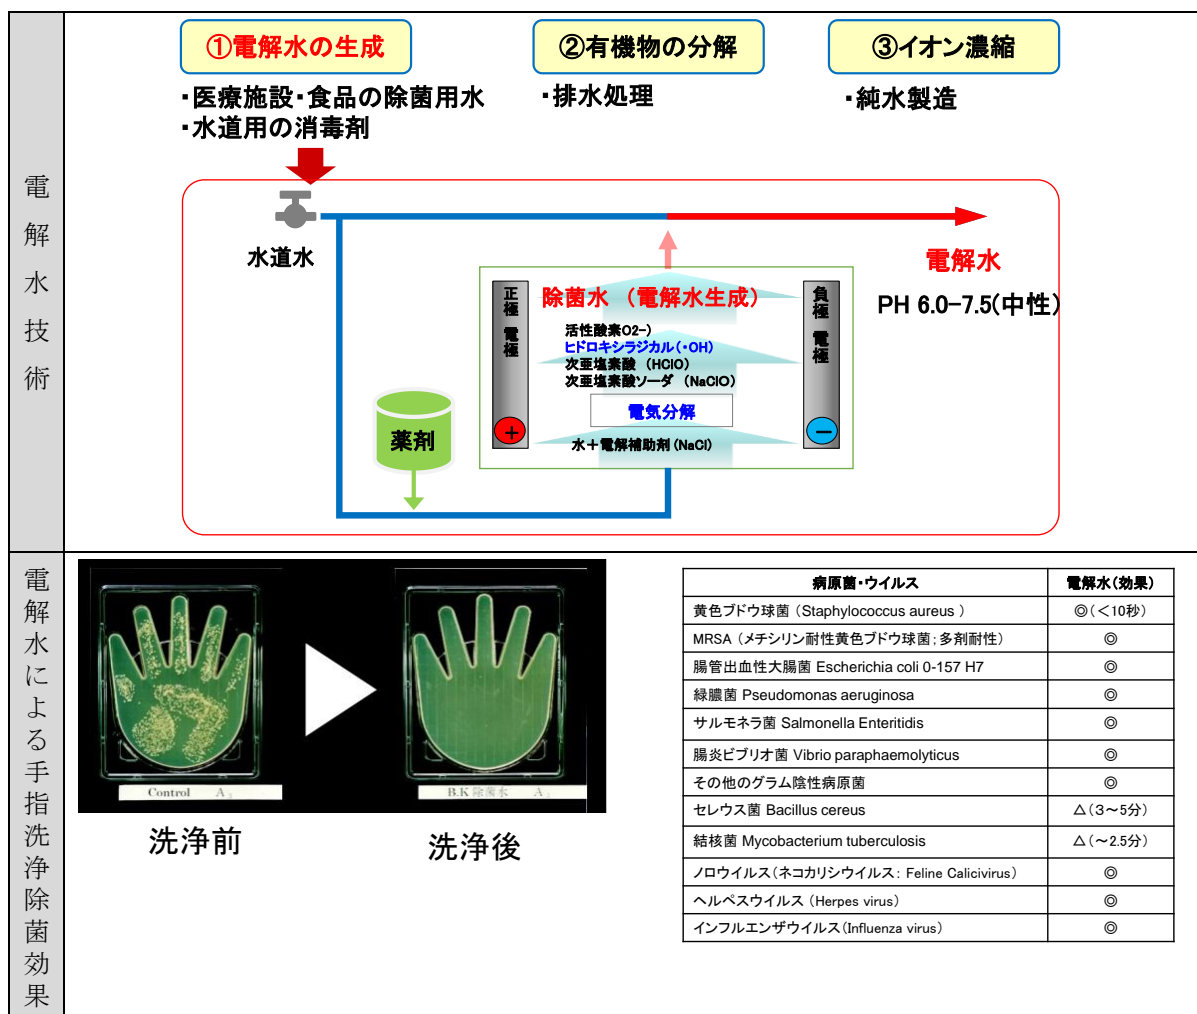 電解水技術
①電解水の生成
・医療施設・食品の除菌用水
・水道用の消毒剤
②有機物の分解
・排水処理
③イオン濃縮
・純水製造
水道水
電解水
PH 6.0-7.5(中性)
薬剤
正極 電極
+
除菌水 (電解水生成)
活性酸素O2-)
ヒドロキシラジカル(・OH)
次亜塩素酸 (HClO)
次亜塩素酸ソーダ (NaClO)
電気分解
水+電解補助剤(NaCl)
負極 電極
−
電解水による手指洗浄除菌効果
Control A₃
洗浄前
B.K 除菌水 A₃
洗浄後
病原菌・ウイルス 電解水(効果)
黄色ブドウ球菌 (Staphylococcus aureus ) ◎(<10秒)
MRSA (メチシリン耐性黄色ブドウ球菌;多剤耐性) ◎
腸管出血性大腸菌 Escherichia coli 0-157 H7 ◎
緑膿菌 Pseudomonas aeruginosa ◎
サルモネラ菌 Salmonella Enteritidis ◎
腸炎ビブリオ菌 Vibrio paraphaemolyticus ◎
その他のグラム陰性病原菌 ◎
セレウス菌 Bacillus cereus △(3~5分)
結核菌 Mycobacterium tuberculosis △(~2.5分)
ノロウイルス(ネコカリシウイルス: Feline Calicivirus) ◎
ヘルペスウイルス (Herpes virus) ◎
インフルエンザウイルス(Influenza virus) ◎